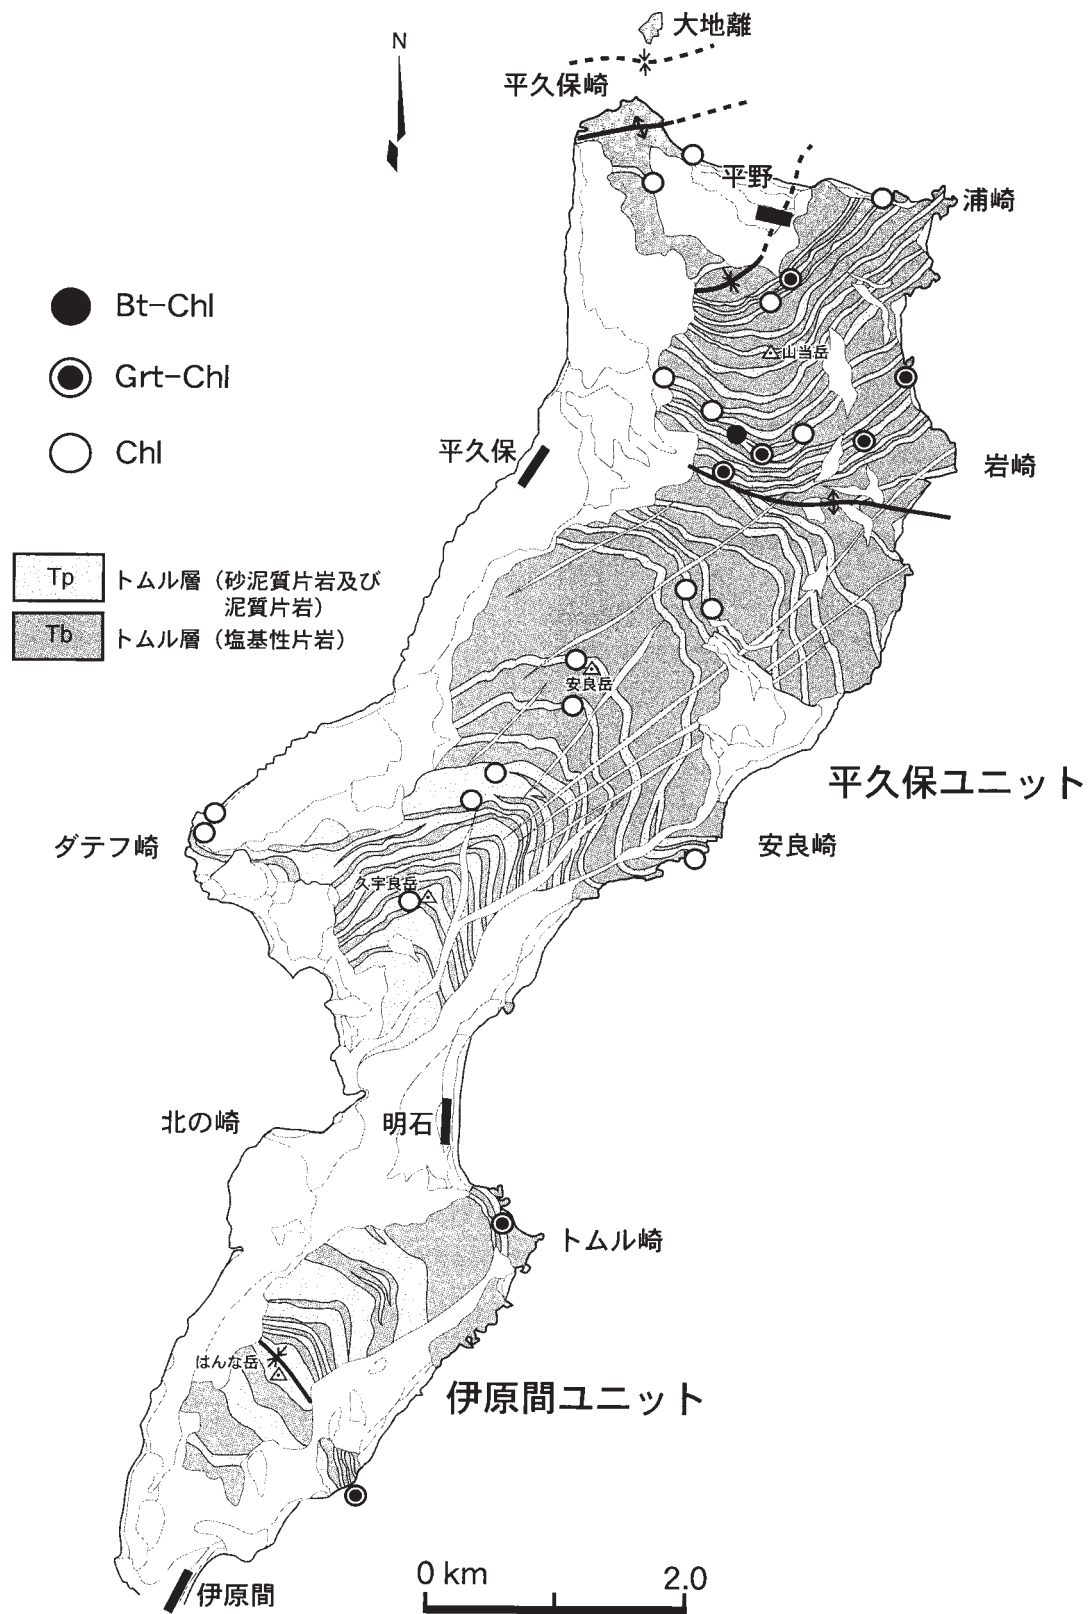 大地離
N
平久保崎
平野
浦崎
Bt-Chl
Grt-Chl
Chl
山当岳
平久保
岩崎
Tp
トムル層（砂泥質片岩及び
泥質片岩）
Tb
トムル層（塩基性片岩）
安良岳
平久保ユニット
ダテフ崎
安良崎
久宇良岳
北の崎
明石
トムル崎
はんな岳
伊原間ユニット
0 km
2.0
伊原間